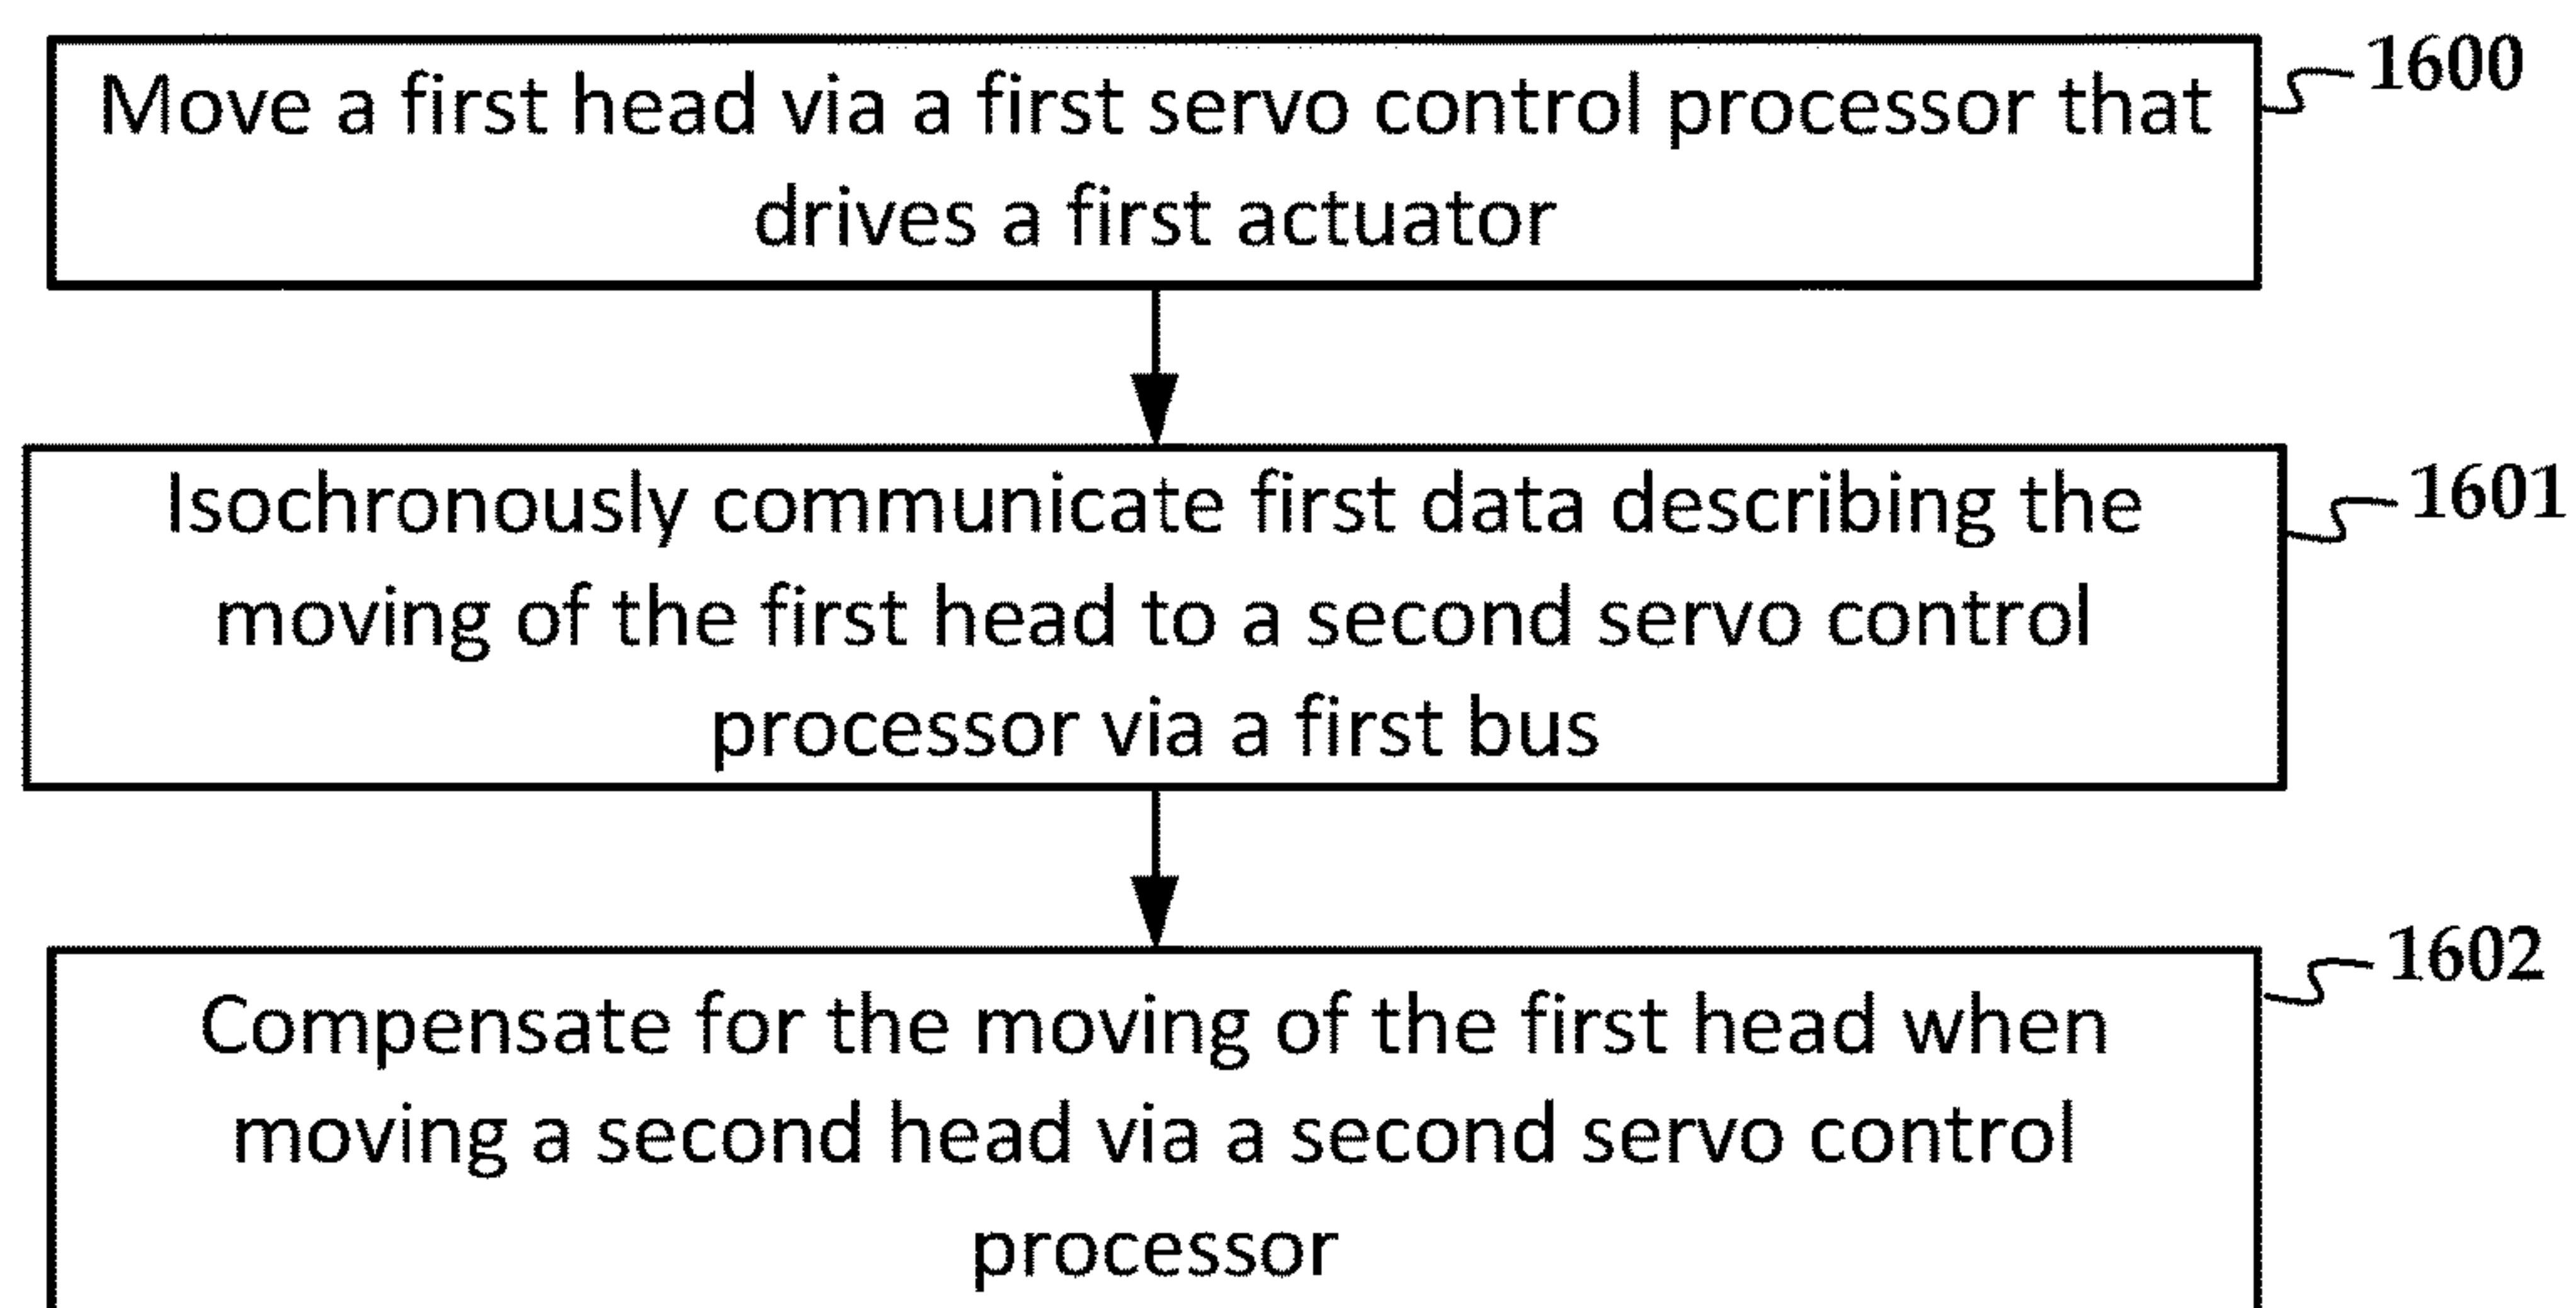 Move a first head via a first servo control processor that
drives a first actuator
1600
Isochronously communicate first data describing the
moving of the first head to a second servo control
processor via a first bus
1601
Compensate for the moving of the first head when
moving a second head via a second servo control
processor
1602